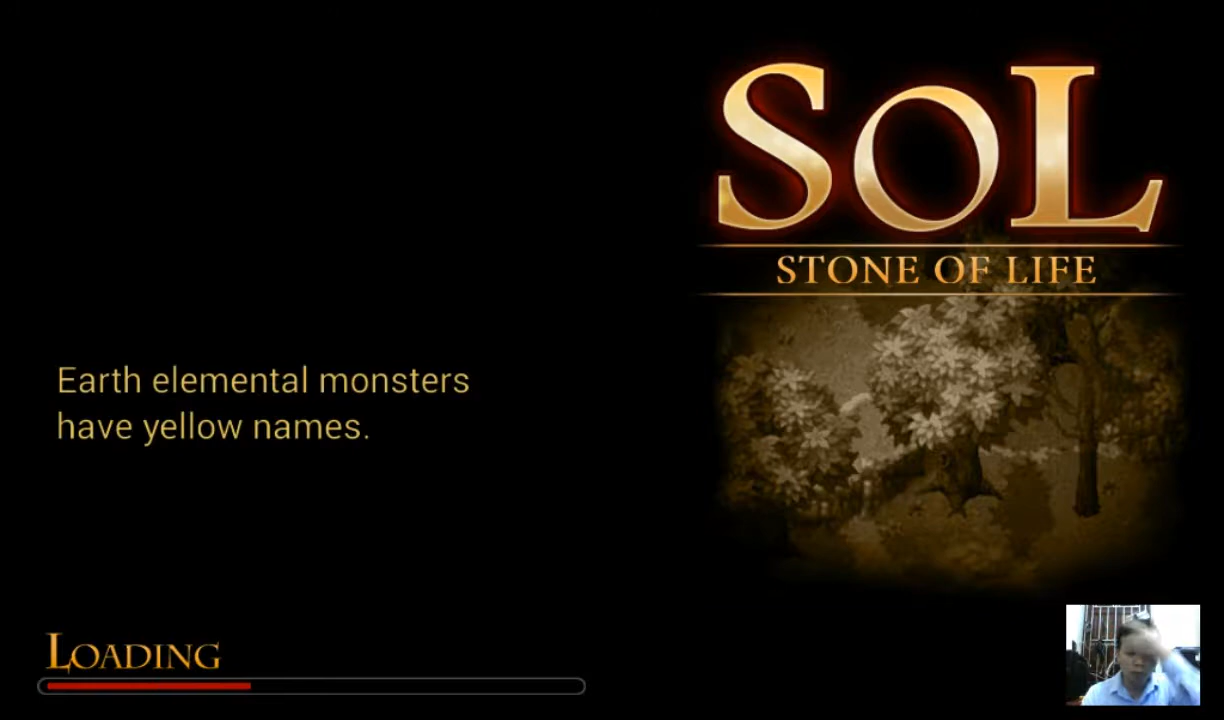 SOL
STONE OF LIFE
Earth elemental monsters
have yellow names.
LOADING